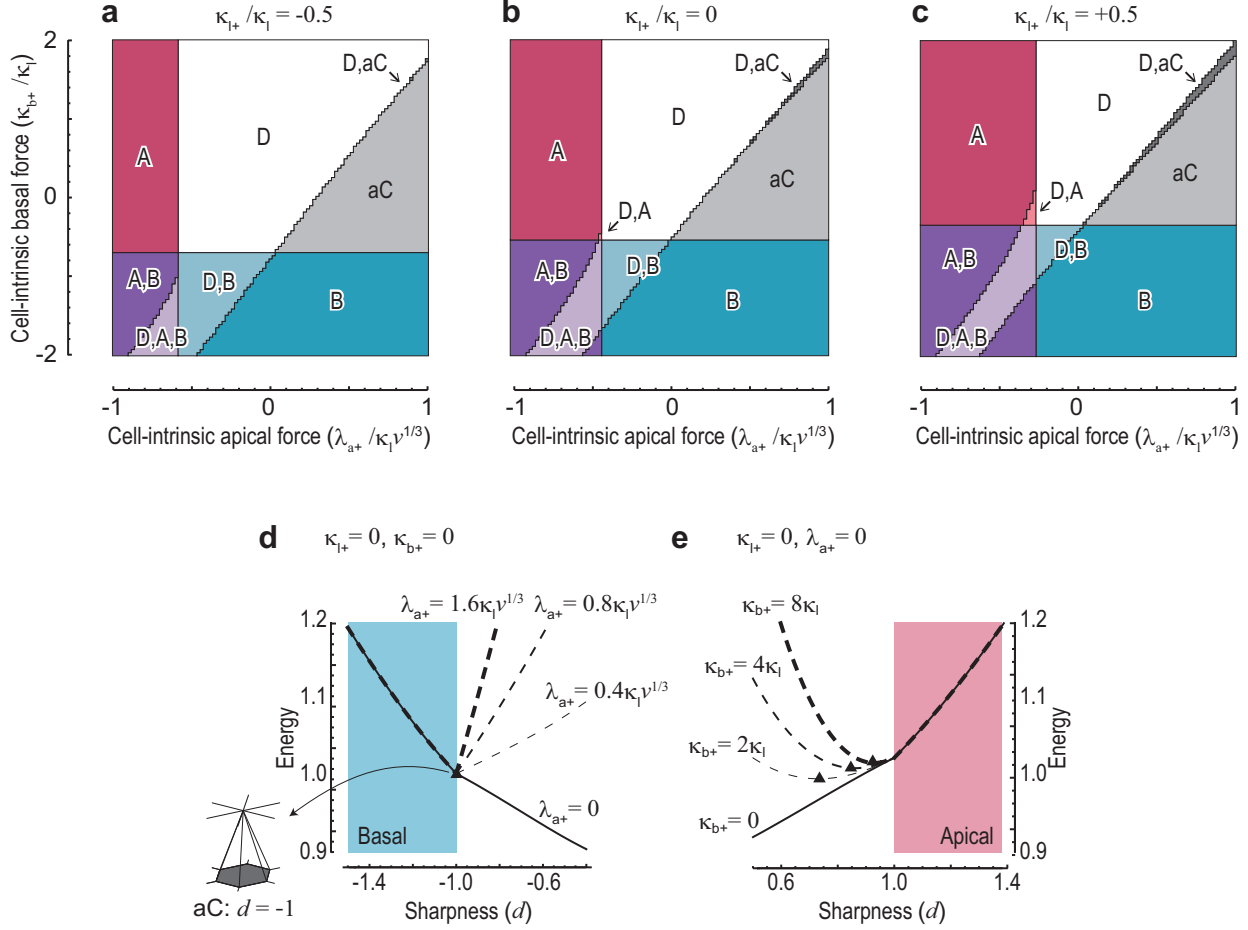 a κl+/κl = -0.5
b κl+/κl = 0
c κl+/κl = +0.5
Cell-intrinsic basal force (κb+/κl)
2
0
-2
A
D
D,aC
aC
A,B
D,B
D,A,B
B
A
D
D,aC
aC
D,A
A,B
D,B
D,A,B
B
A
D
D,aC
aC
D,A
A,B
D,B
D,A,B
B
-1 0 1
-1 0 1
-1 0 1
Cell-intrinsic apical force (λa+/κlν1/3)
Cell-intrinsic apical force (λa+/κlν1/3)
Cell-intrinsic apical force (λa+/κlν1/3)
d κl+= 0, κb+= 0
λa+= 1.6κlν1/3 λa+= 0.8κlν1/3
λa+= 0.4κlν1/3
λa+= 0
Energy
1.2
1.1
1.0
0.9
Basal
-1.4 -1.0 -0.6
Sharpness (d)
aC: d = -1
e κl+= 0, λa+= 0
κb+= 8κl
κb+= 4κl
κb+= 2κl
κb+= 0
Apical
1.2
1.1
1.0
0.9
Energy
0.6 1.0 1.4
Sharpness (d)